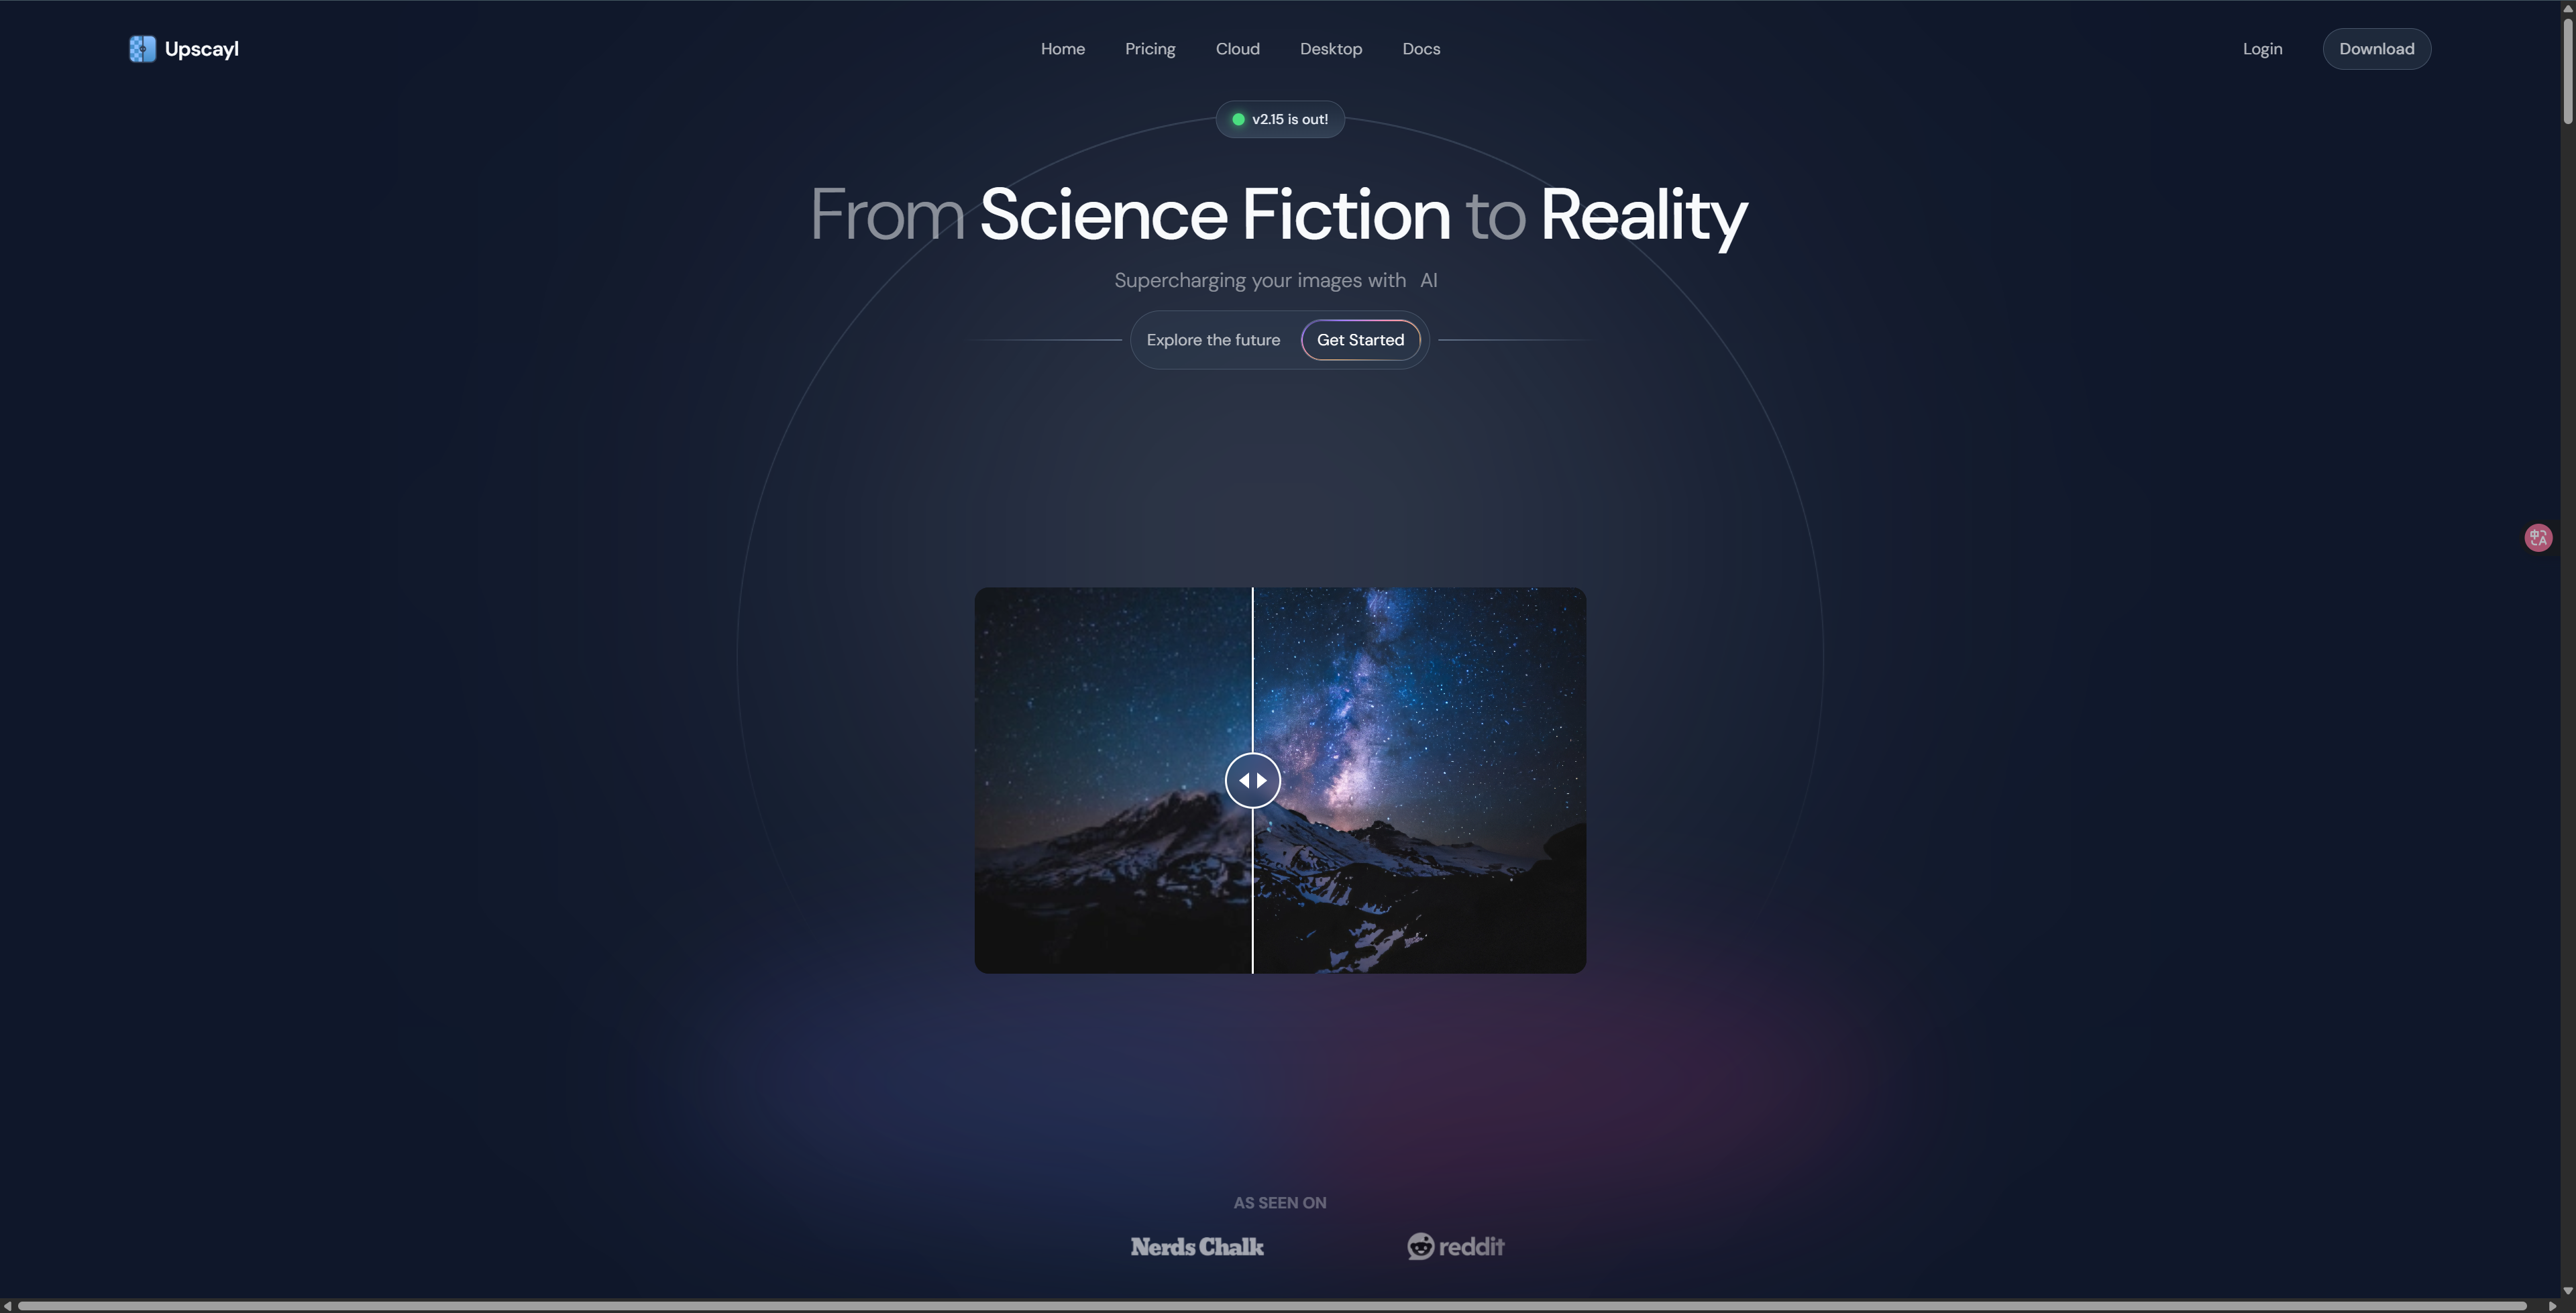 Upscayl
Home Pricing Cloud Desktop Docs
Login Download
v2.15 is out!
From Science Fiction to Reality
Supercharging your images with AI
Explore the future Get Started
中 A
AS SEEN ON
Nerds Chalk reddit